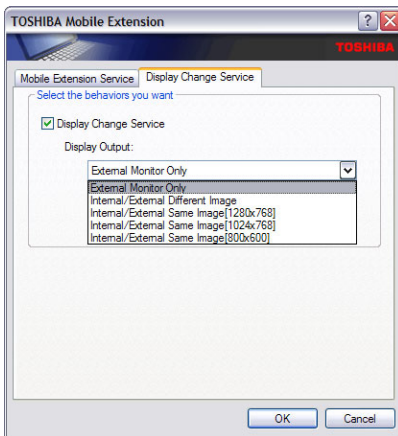 TOSHIBA Mobile Extension
?
TOSHIBA
Mobile Extension Service
Display Change Service
Select the behaviors you want
Display Change Service
Display Output:
External Monitor Only
External Monitor Only
Internal/External Different Image
Internal/External Same Image[1280x768]
Internal/External Same Image[1024x768]
Internal/External Same Image[800x600]
OK
Cancel